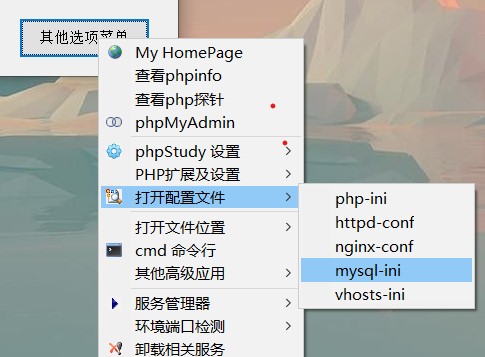 其他选项菜单
My HomePage
查看phpinfo
查看php探针
phpMyAdmin
phpStudy 设置
PHP扩展及设置
打开配置文件
php-ini
httpd-conf
打开文件位置
nginx-conf
cmd 命令行
mysql-ini
其他高级应用
vhosts-ini
服务管理器
环境端口检测
卸载相关服务